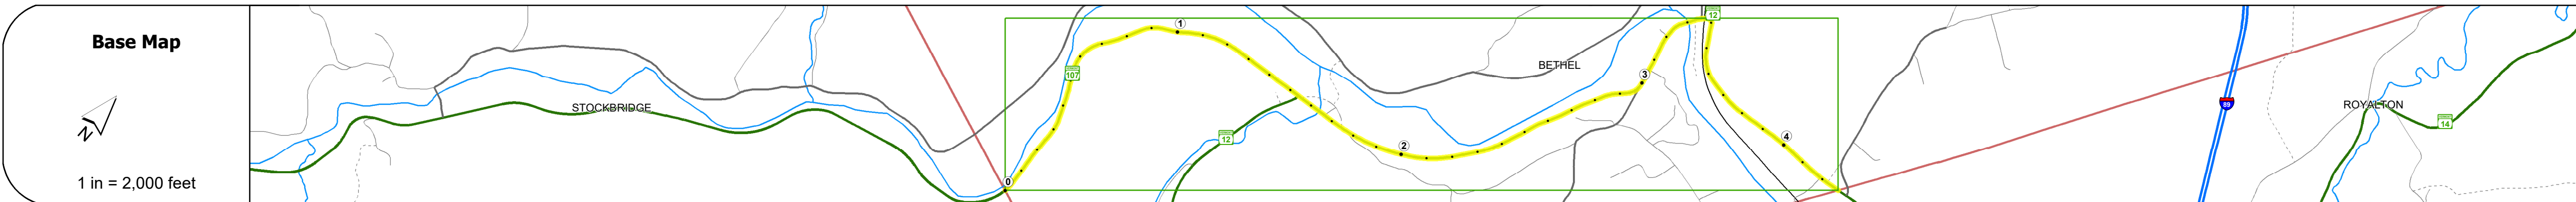 Base Map
N
1 in = 2,000 feet
STOCKBRIDGE
0
107
1
12
2
BETHEL
3
12
4
89
ROYALTON
14